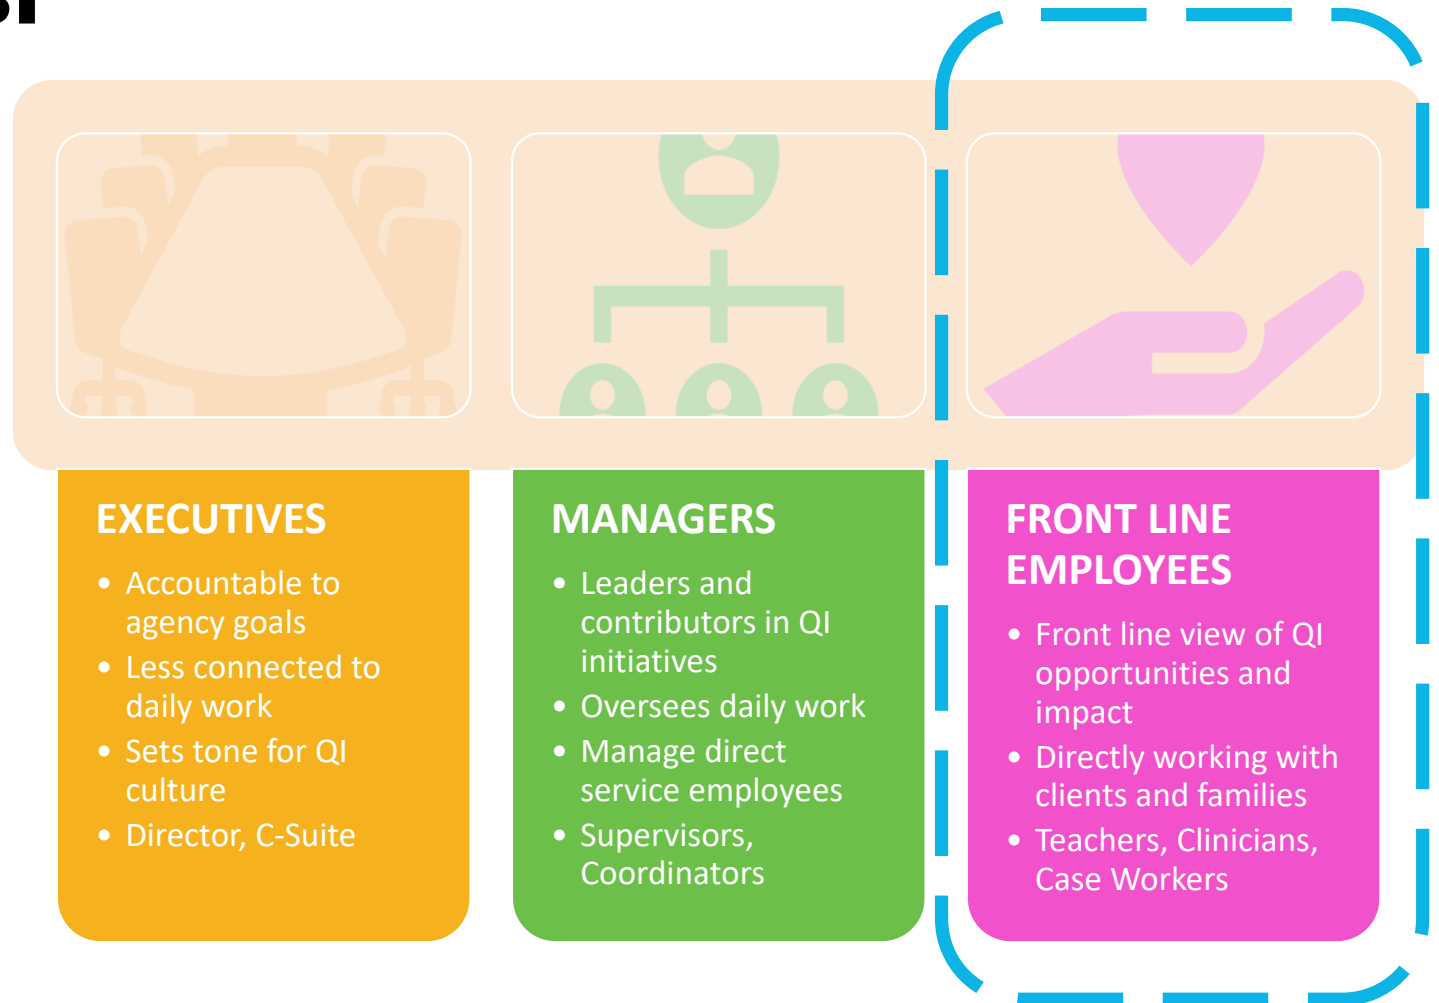 EXECUTIVES
• Accountable to
agency goals
• Less connected to
daily work
• Sets tone for QI
culture
• Director, C-Suite
MANAGERS
• Leaders and
contributors in QI
initiatives
• Oversees daily work
• Manage direct
service employees
• Supervisors,
Coordinators
FRONT LINE
EMPLOYEES
• Front line view of QI
opportunities and
impact
• Directly working with
clients and families
• Teachers, Clinicians,
Case Workers